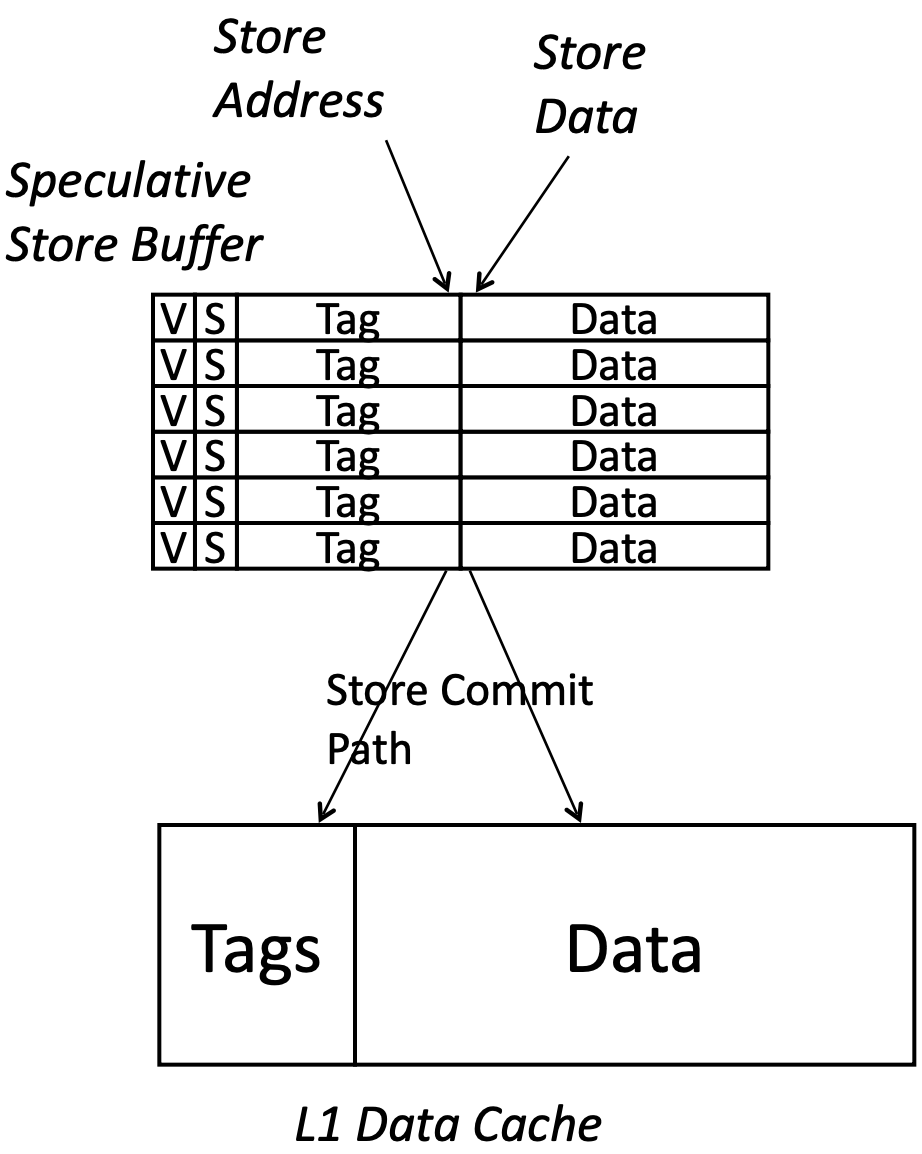 Store
Address
Store
Data
Speculative
Store Buffer
V S Tag Data
V S Tag Data
V S Tag Data
V S Tag Data
V S Tag Data
V S Tag Data
Store Commit
Path
Tags Data
L1 Data Cache